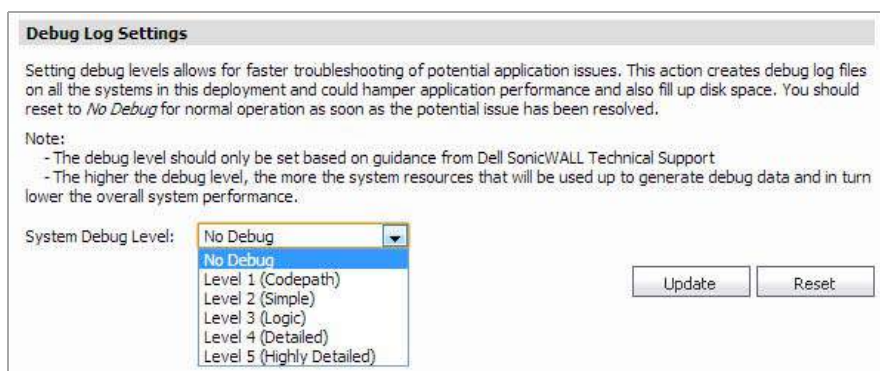 Debug Log Settings
Setting debug levels allows for faster troubleshooting of potential application issues. This action creates debug log files
on all the systems in this deployment and could hamper application performance and also fill up disk space. You should
reset to No Debug for normal operation as soon as the potential issue has been resolved.
Note:
- The debug level should only be set based on guidance from Dell SonicWALL Technical Support
- The higher the debug level, the more the system resources that will be used up to generate debug data and in turn
lower the overall system performance.
System Debug Level: No Debug
No Debug
Level 1 (Codepath)
Level 2 (Simple)
Level 3 (Logic)
Level 4 (Detailed)
Level 5 (Highly Detailed)
Update Reset